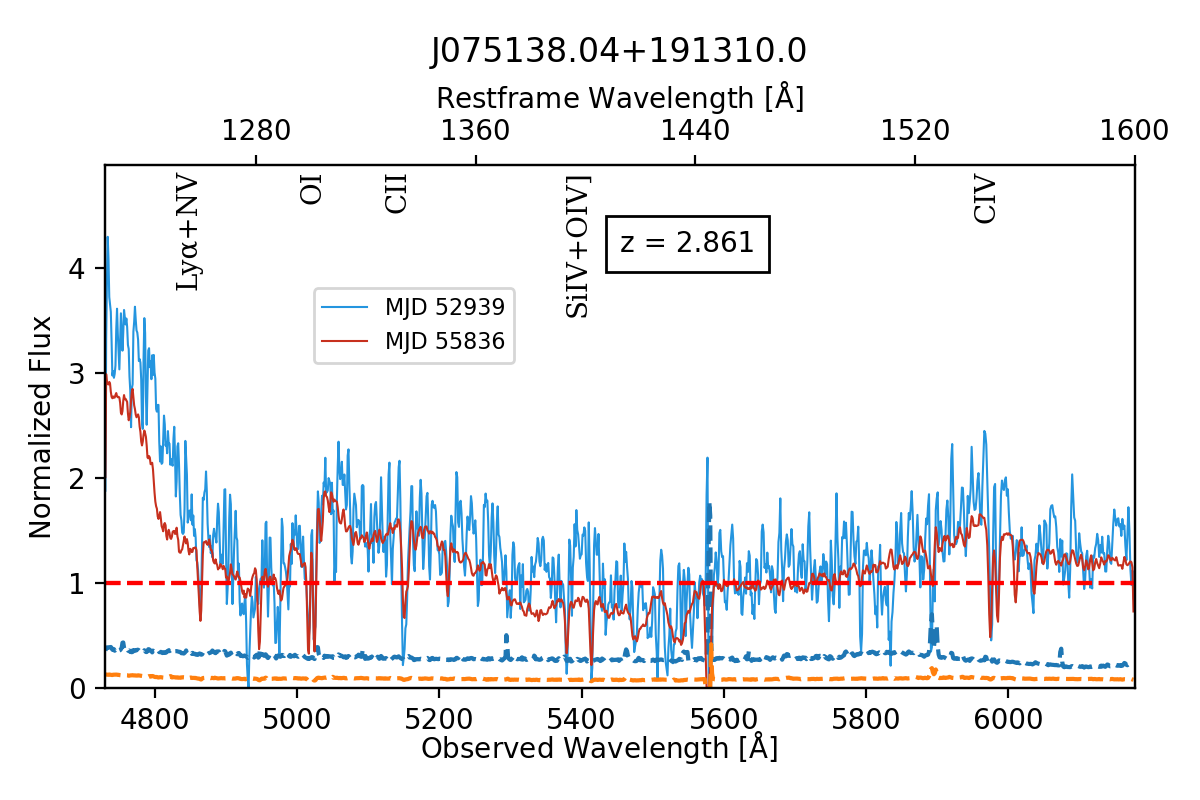 J075138.04+191310.0
Restframe Wavelength [Å]
1280 1360 1440 1520 1600
Lyα+NV
OI
CII
SiIV+OIV]
CIV
z = 2.861
MJD 52939
MJD 55836
Normalized Flux
4
3
2
1
0
4800 5000 5200 5400 5600 5800 6000
Observed Wavelength [Å]